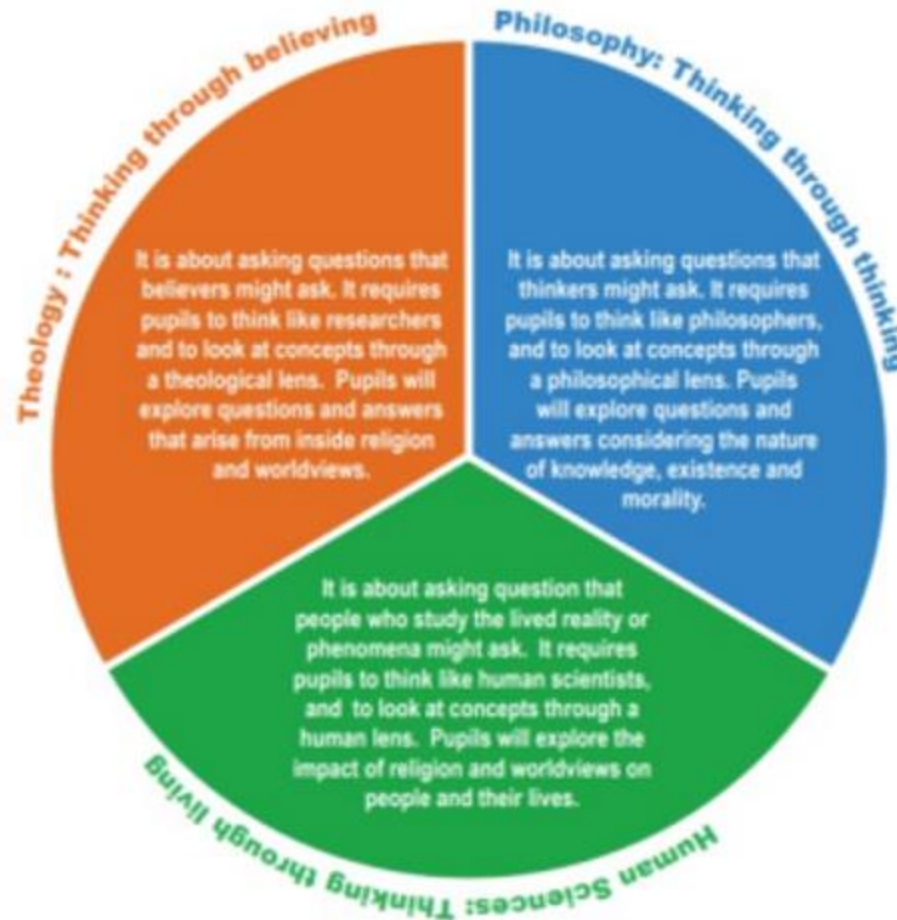 Theology : Thinking through believing
It is about asking questions that
believers might ask. It requires
pupils to think like researchers
and to look at concepts through
a theological lens. Pupils will
explore questions and answers
that arise from inside religion
and worldviews.
Philosophy: Thinking through thinking
It is about asking questions that
thinkers might ask. It requires
pupils to think like philosophers,
and to look at concepts through
a philosophical lens. Pupils
will explore questions and
answers considering the nature
of knowledge, existence and
morality.
It is about asking question that
people who study the lived reality or
phenomena might ask. It requires
pupils to think like human scientists,
and to look at concepts through a
human lens. Pupils will explore the
impact of religion and worldviews on
people and their lives.
Human Sciences: Thinking through living